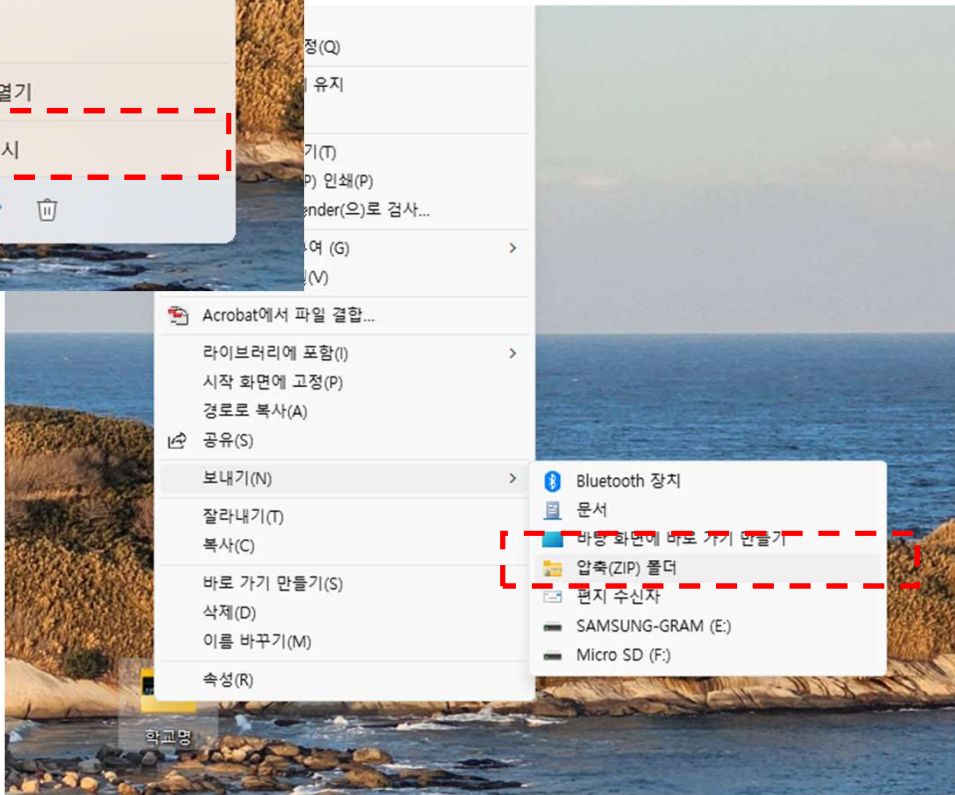 열기
시
정(Q)
유지
기(T)
인쇄(P)
ender(으)로 검사...
여 (G)
(V)
Acrobat에서 파일 결합...
라이브러리에 포함(I)
시작 화면에 고정(P)
경로로 복사(A)
공유(S)
보내기(N)
잘라내기(T)
복사(C)
바로 가기 만들기(S)
삭제(D)
이름 바꾸기(M)
속성(R)
Bluetooth 장치
문서
바탕 화면에 바로 가기 만들기
압축(ZIP) 폴더
편지 수신자
SAMSUNG-GRAM (E:)
Micro SD (F:)
학교명